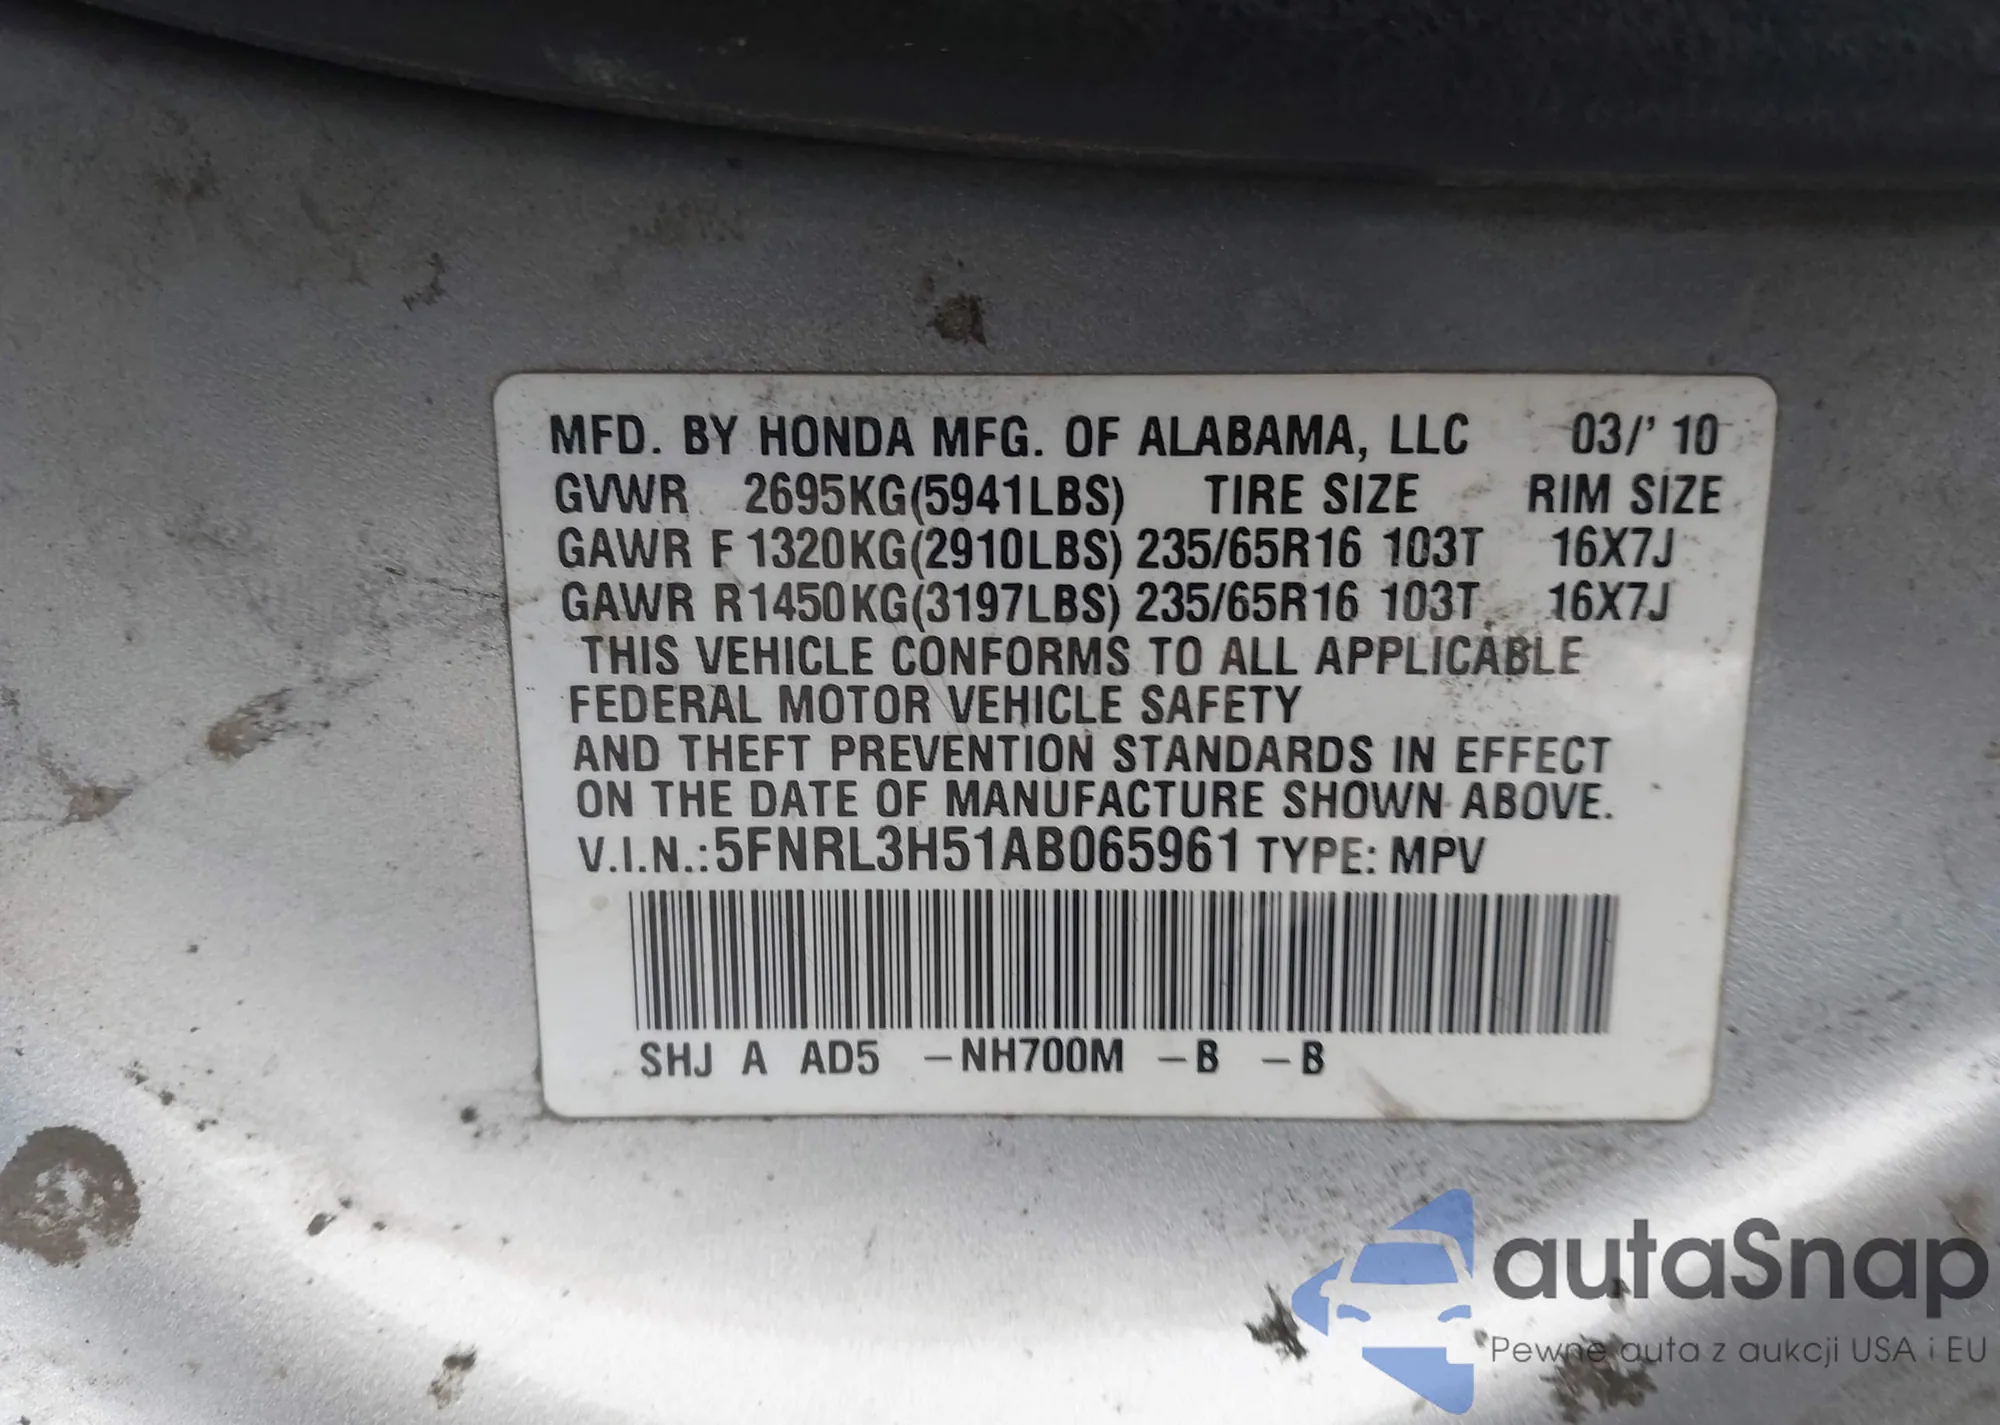 MFD. BY HONDA MFG. OF ALABAMA, LLC 03/' 10
GVWR 2695KG(5941LBS) TIRE SIZE RIM SIZE
GAWR F 1320KG(2910LBS) 235/65R16 103T 16X7J
GAWR R1450KG(3197LBS) 235/65R16 103T 16X7J
THIS VEHICLE CONFORMS TO ALL APPLICABLE
FEDERAL MOTOR VEHICLE SAFETY
AND THEFT PREVENTION STANDARDS IN EFFECT
ON THE DATE OF MANUFACTURE SHOWN ABOVE.
V.I.N.:5FNRL3H51AB065961 TYPE: MPV
SHJ A AD5 –NH700M –B –B
autaSnap
Pewne auta z aukcji USA i EU